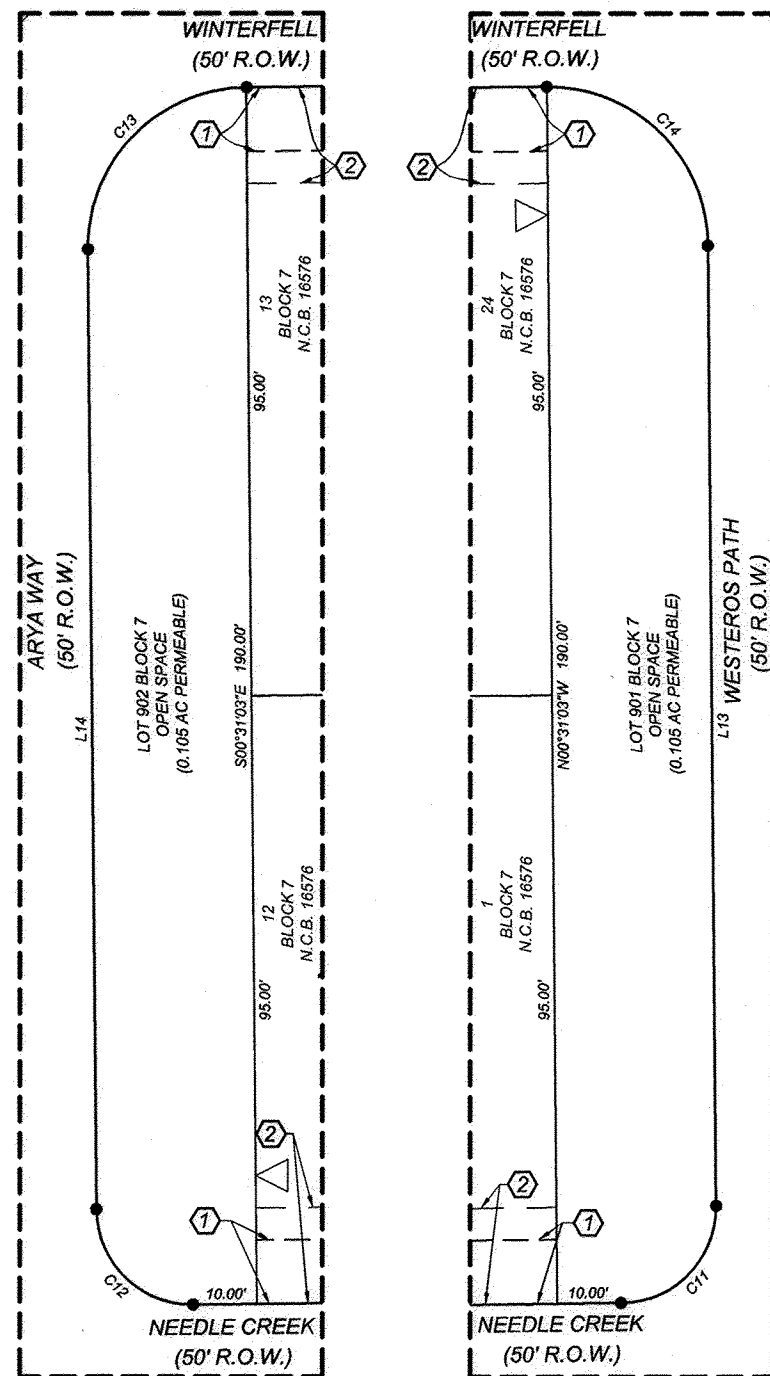 WINTERFELL
(50' R.O.W.)
C13
1
2
13
BLOCK 7
N.C.B. 16576
95.00'
ARYA WAY
(50' R.O.W.)
LOT 902 BLOCK 7
OPEN SPACE
(0.105 AC PERMEABLE)
L14
S00°31'03"E 190.00'
12
BLOCK 7
N.C.B. 16576
95.00'
2
1
C12
10.00'
NEEDLE CREEK
(50' R.O.W.)
WINTERFELL
(50' R.O.W.)
C14
1
2
24
BLOCK 7
N.C.B. 16576
95.00'
N00°31'03"W 190.00'
LOT 901 BLOCK 7
OPEN SPACE
(0.105 AC PERMEABLE)
L13
WESTEROS PATH
(50' R.O.W.)
1
BLOCK 7
N.C.B. 16576
95.00'
2
1
10.00'
C11
NEEDLE CREEK
(50' R.O.W.)